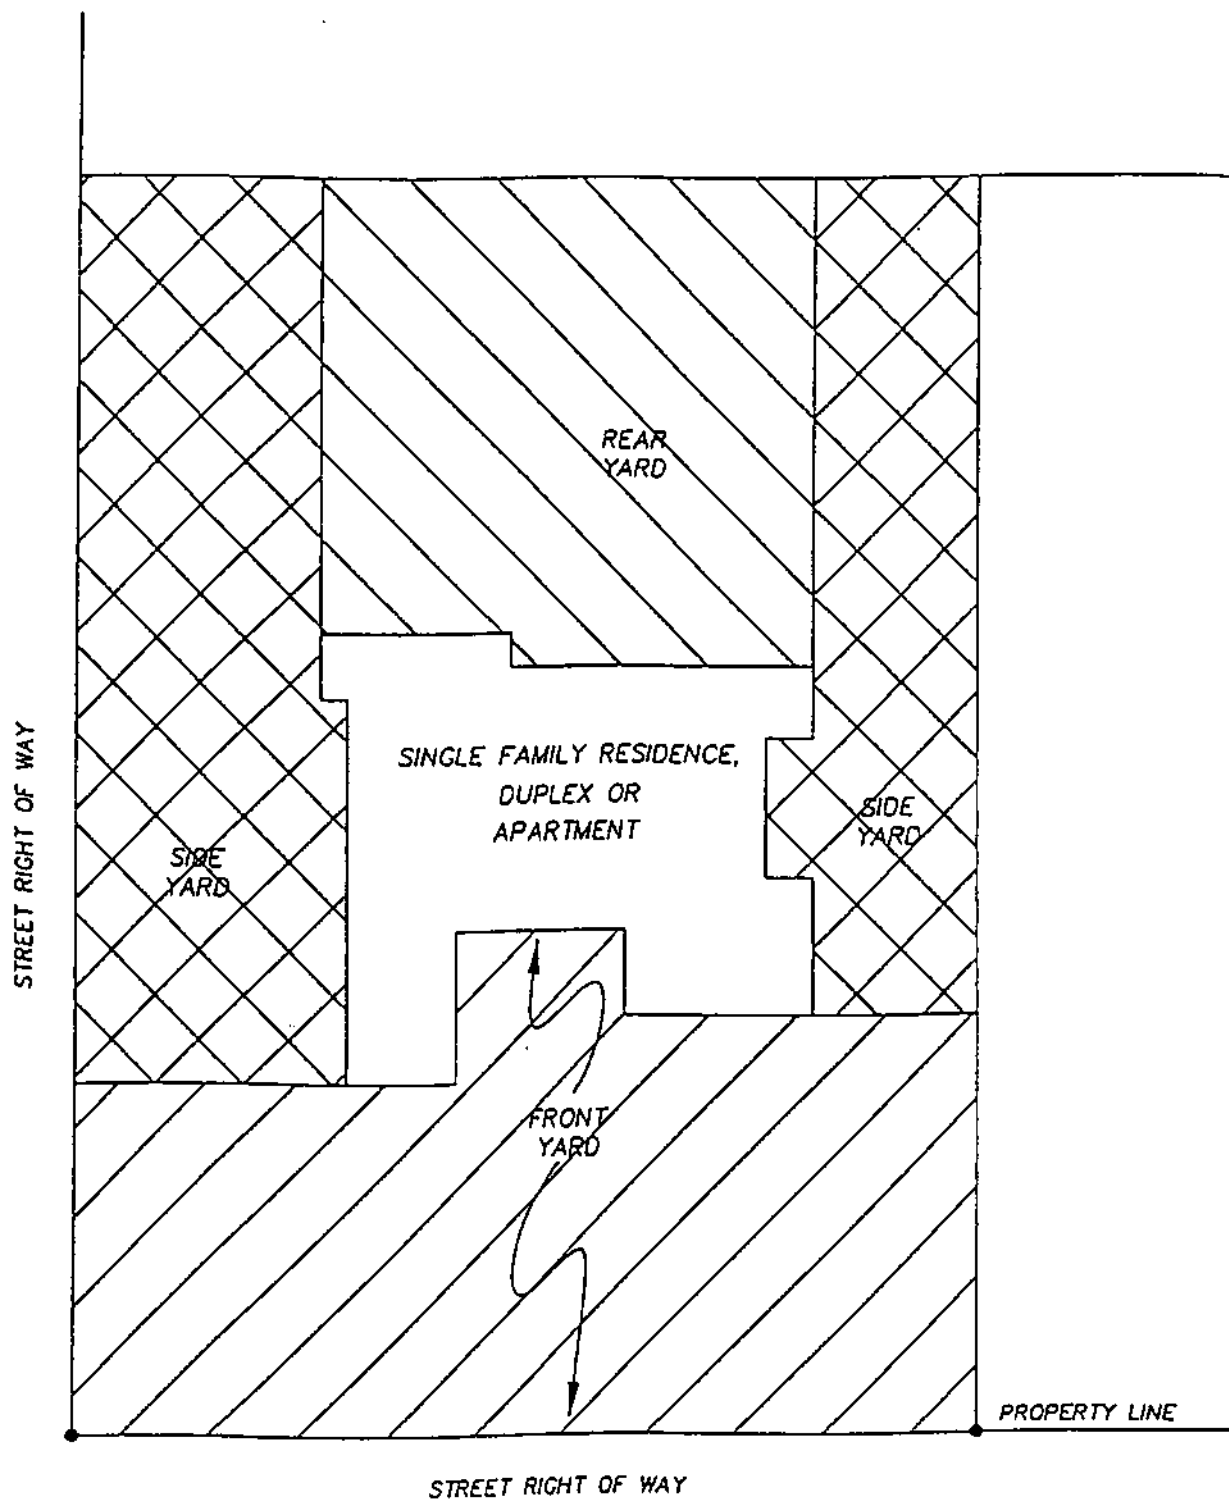 REAR
YARD
SINGLE FAMILY RESIDENCE,
DUPLEX OR
APARTMENT
SIDE
YARD
SIDE
YARD
STREET RIGHT OF WAY
FRONT
YARD
PROPERTY LINE
STREET RIGHT OF WAY